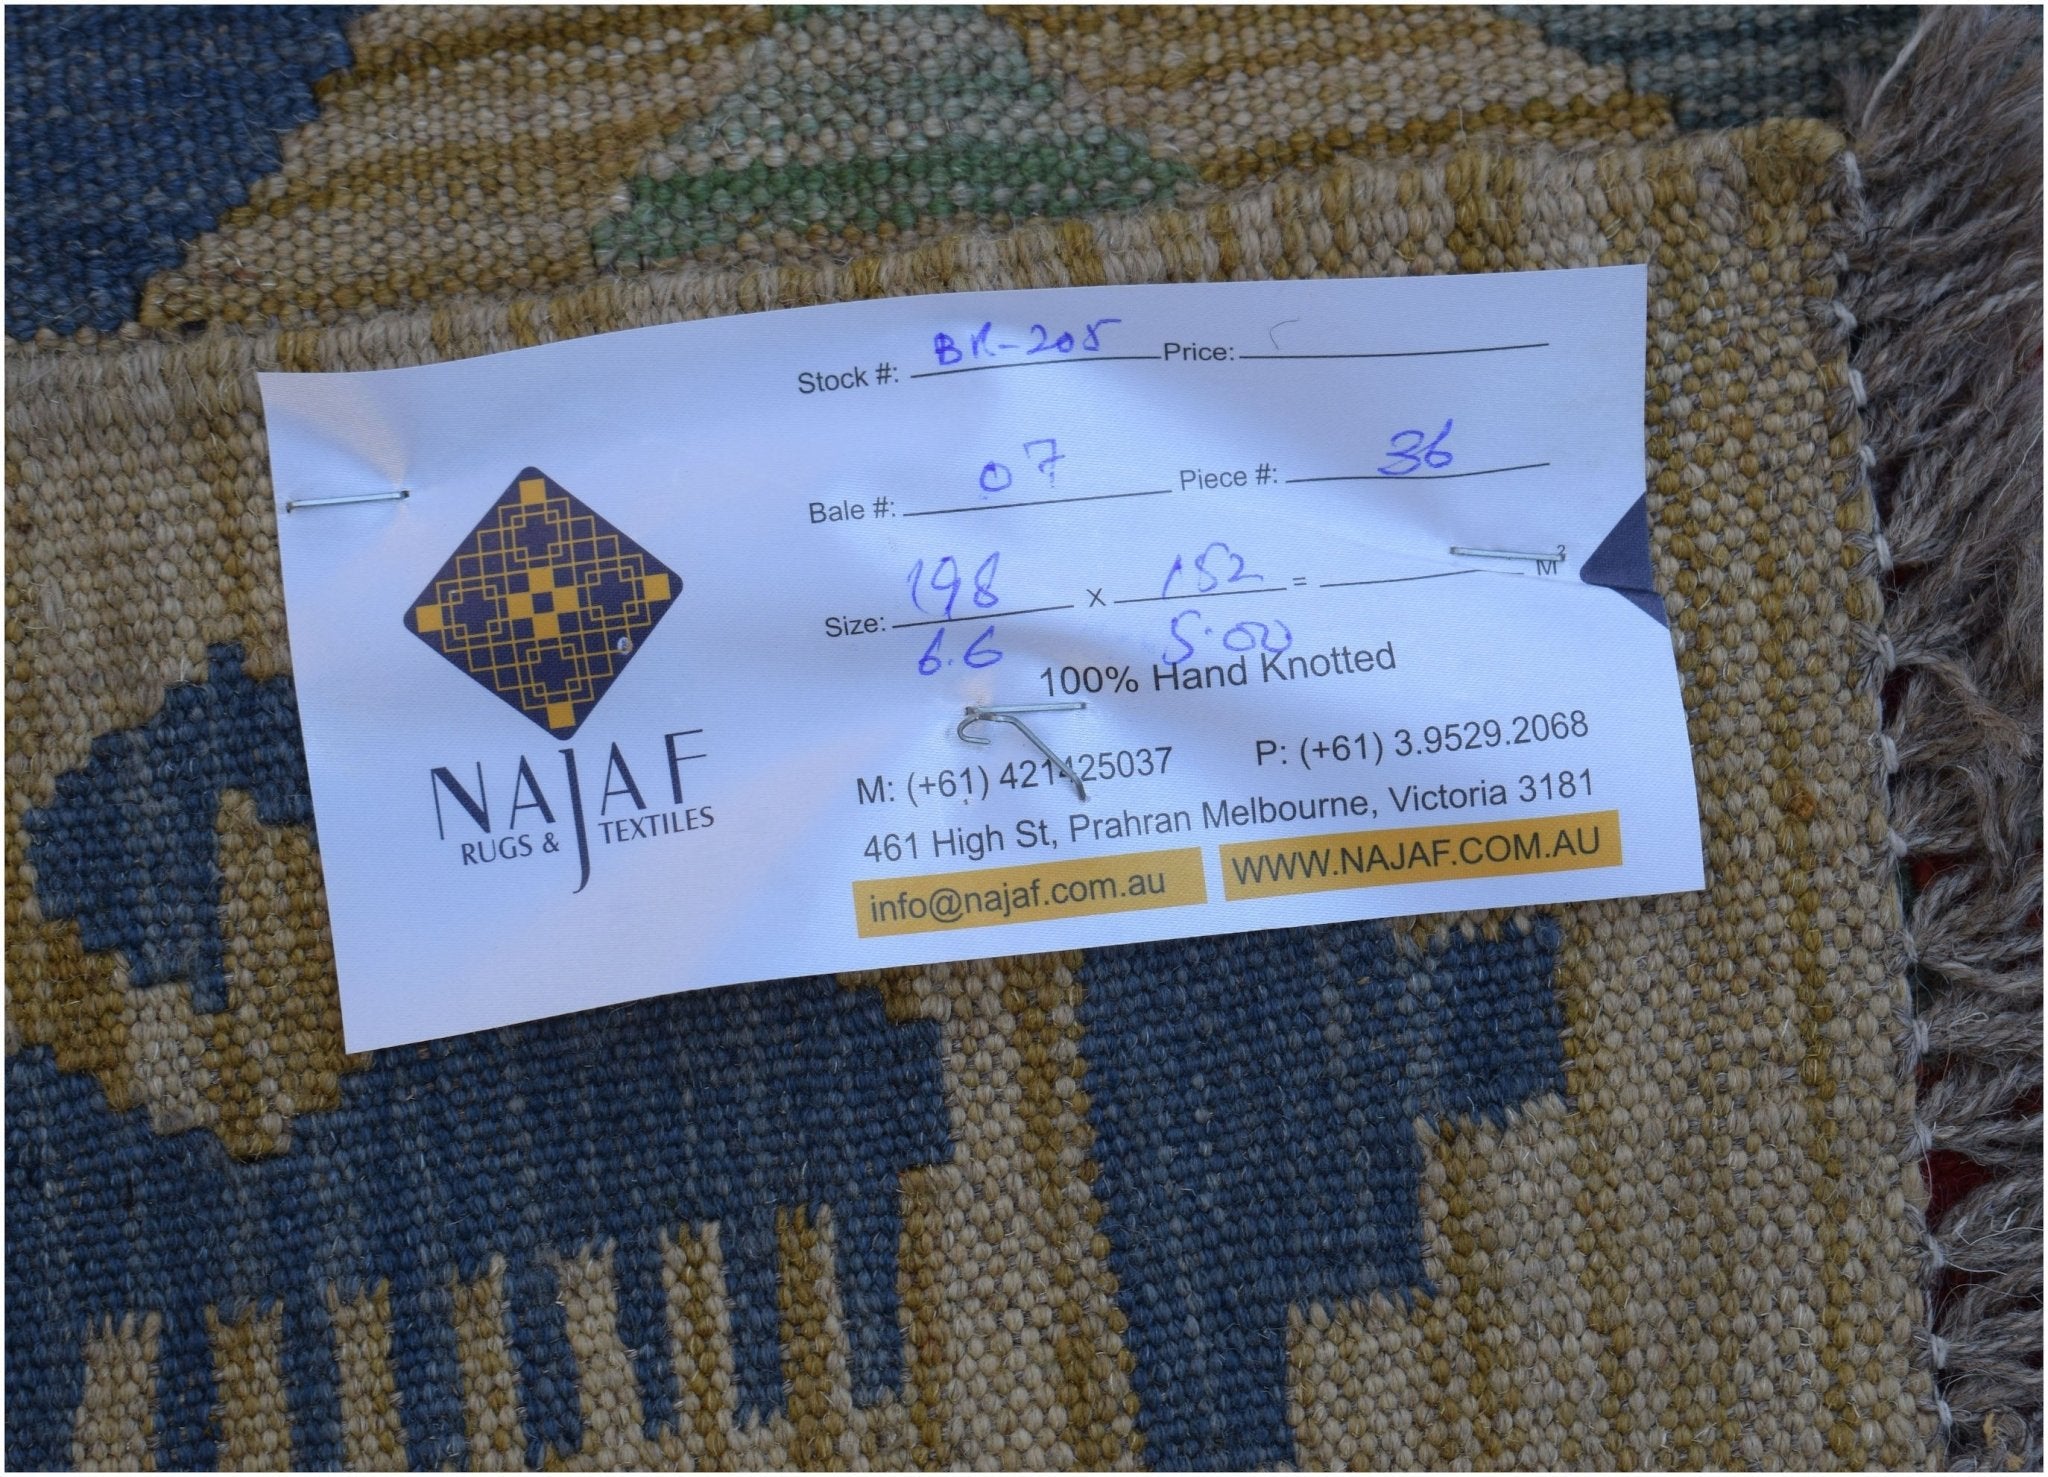 Stock #: BR-205 Price:
Bale #: 07 Piece #: 36
Size: 198 x 152 = M²
6.6 5.00
100% Hand Knotted
M: (+61) 421425037 P: (+61) 3.9529.2068
461 High St, Prahran Melbourne, Victoria 3181
info@najaf.com.au WWW.NAJAF.COM.AU
NAJAF
RUGS & TEXTILES